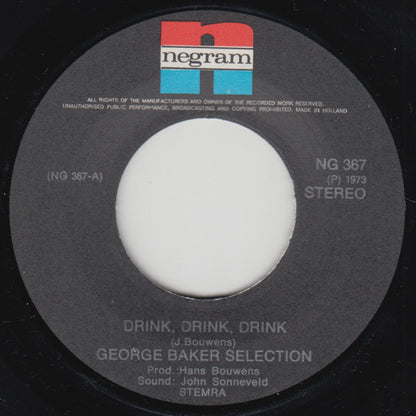 negram
ALL RIGHTS OF THE MANUFACTURERS AND OWNER OF THE RECORDED WORK RESERVED.
UNAUTHORISED PUBLIC PERFORMANCE, BROADCASTING AND COPYING PROHIBITED. MADE IN HOLLAND
(NG 367-A)
NG 367
(P) 1973
STEREO
DRINK, DRINK, DRINK
(J.Bouwens)
GEORGE BAKER SELECTION
Prod.:Hans Bouwens
Sound: John Sonneveld
STEMRA